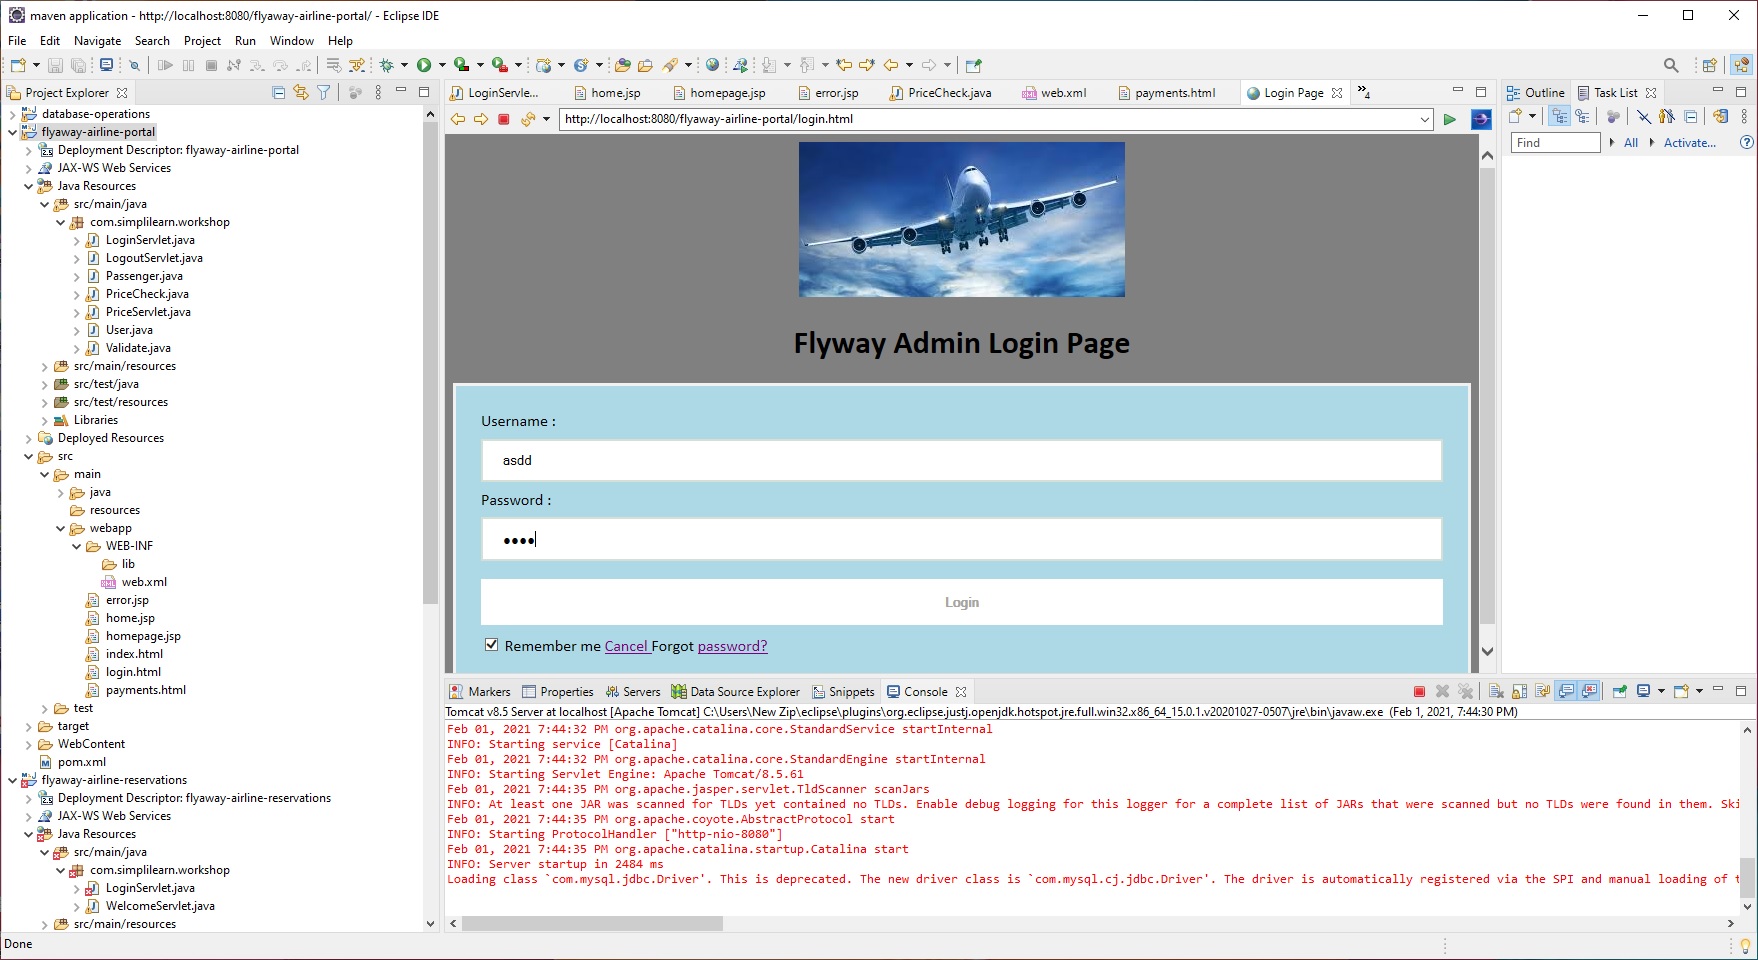 maven application - http://localhost:8080/flyaway-airline-portal/ - Eclipse IDE
File Edit Navigate Search Project Run Window Help
Project Explorer
database-operations
flyaway-airline-portal
Deployment Descriptor: flyaway-airline-portal
JAX-WS Web Services
Java Resources
src/main/java
com.simplilearn.workshop
LoginServlet.java
LogoutServlet.java
Passenger.java
PriceCheck.java
PriceServlet.java
User.java
Validate.java
src/main/resources
src/test/java
src/test/resources
Libraries
Deployed Resources
src
main
java
resources
webapp
WEB-INF
lib
web.xml
error.jsp
home.jsp
homepage.jsp
index.html
login.html
payments.html
test
target
WebContent
pom.xml
flyaway-airline-reservations
Deployment Descriptor: flyaway-airline-reservations
JAX-WS Web Services
Java Resources
src/main/java
com.simplilearn.workshop
LoginServlet.java
WelcomeServlet.java
src/main/resources
LoginServle... home.jsp homepage.jsp error.jsp PriceCheck.java web.xml payments.html Login Page 4
http://localhost:8080/flyaway-airline-portal/login.html
Flyway Admin Login Page
Username :
asdd
Password :
••••
Login
Remember me Cancel Forgot password?
Outline Task List
Find All Activate...
Markers Properties Servers Data Source Explorer Snippets Console
Tomcat v8.5 Server at localhost [Apache Tomcat] C:\Users\New Zip\eclipse\plugins\org.eclipse.justj.openjdk.hotspot.jre.full.win32.x86_64_15.0.1.v20201027-0507\jre\bin\javaw.exe (Feb 1, 2021, 7:44:30 PM)
Feb 01, 2021 7:44:32 PM org.apache.catalina.core.StandardService startInternal
INFO: Starting service [Catalina]
Feb 01, 2021 7:44:32 PM org.apache.catalina.core.StandardEngine startInternal
INFO: Starting Servlet Engine: Apache Tomcat/8.5.61
Feb 01, 2021 7:44:35 PM org.apache.jasper.servlet.TldScanner scanJars
INFO: At least one JAR was scanned for TLDs yet contained no TLDs. Enable debug logging for this logger for a complete list of JARs that were scanned but no TLDs were found in them. Ski
Feb 01, 2021 7:44:35 PM org.apache.coyote.AbstractProtocol start
INFO: Starting ProtocolHandler ["http-nio-8080"]
Feb 01, 2021 7:44:35 PM org.apache.catalina.startup.Catalina start
INFO: Server startup in 2484 ms
Loading class `com.mysql.jdbc.Driver'. This is deprecated. The new driver class is `com.mysql.cj.jdbc.Driver'. The driver is automatically registered via the SPI and manual loading of t
Done